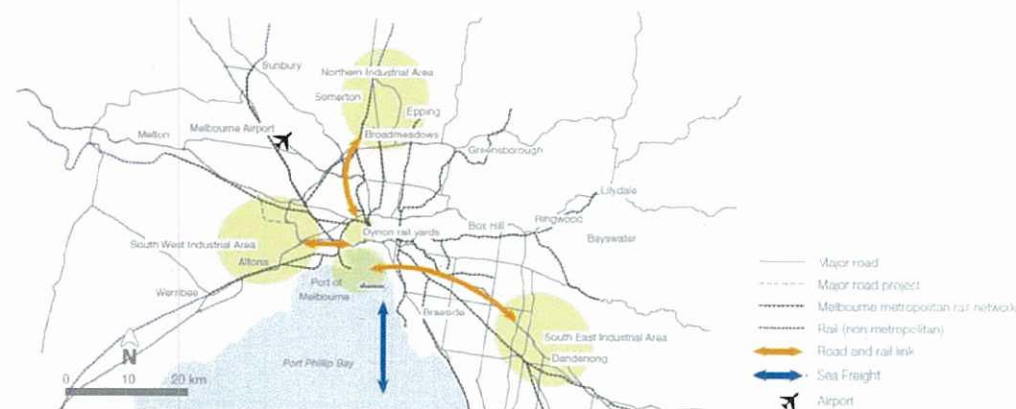 Sunbury
Northern Industrial Area
Somerton
Epping
Melton
Melbourne Airport
Broadmeadows
Greensborough
Lilydale
Box Hill
Ringwood
Dynon rail yards
Bayswater
South West Industrial Area
Altona
Port of
Melbourne
Werribee
Braeside
South East Industrial Area
Dandenong
Port Phillip Bay
N
0 10 20 km
Major road
Major road project
Melbourne metropolitan rail network
Rail (non metropolitan)
Road and rail link
Sea Freight
Airport